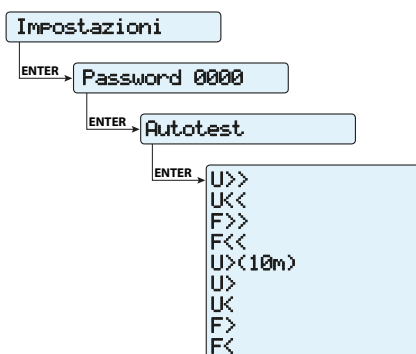 Impostazioni
ENTER
Password 0000
ENTER
Autotest
ENTER
U>>
U<<
F>>
F<<
U>(10m)
U>
U<
F>
F<